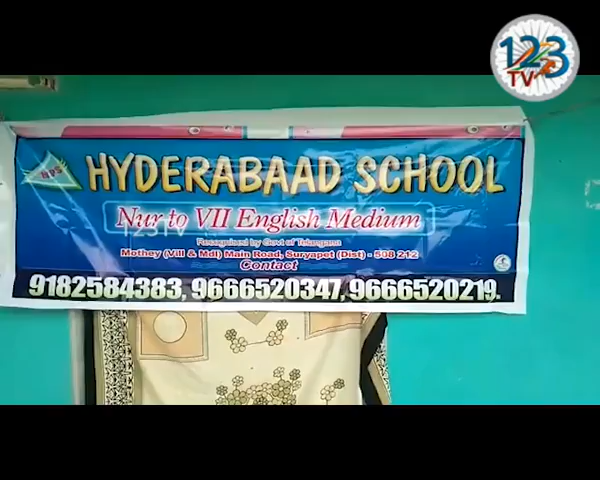 123
TV
HPS
HYDERABAAD SCHOOL
Nur to VII English Medium
Recognised by Govt of Telangana
Mothey (Vill & Mdl) Main Road, Suryapet (Dist) - 508 212
Contact
9182584383, 9666520347, 9666520219.